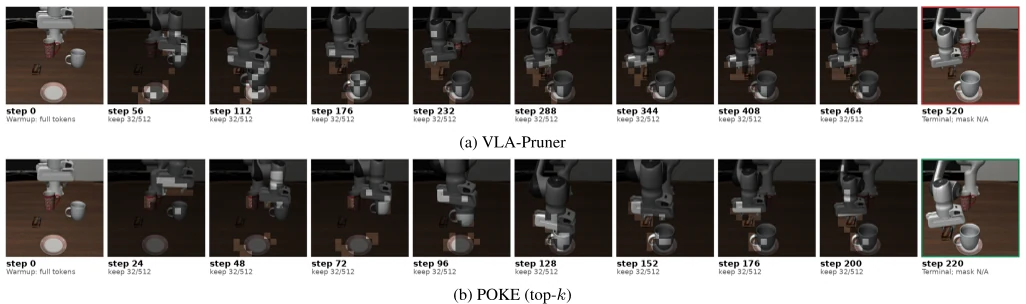 step 0 step 56 step 112 step 176 step 232 step 288 step 344 step 408 step 464 step 520
Warmup: full tokens keep 32/512 keep 32/512 keep 32/512 keep 32/512 keep 32/512 keep 32/512 keep 32/512 keep 32/512 Terminal; mask N/A
(a) VLA-Pruner
step 0 step 24 step 48 step 72 step 96 step 128 step 152 step 176 step 200 step 220
Warmup: full tokens keep 32/512 keep 32/512 keep 32/512 keep 32/512 keep 32/512 keep 32/512 keep 32/512 keep 32/512 Terminal; mask N/A
(b) POKE (top-k)